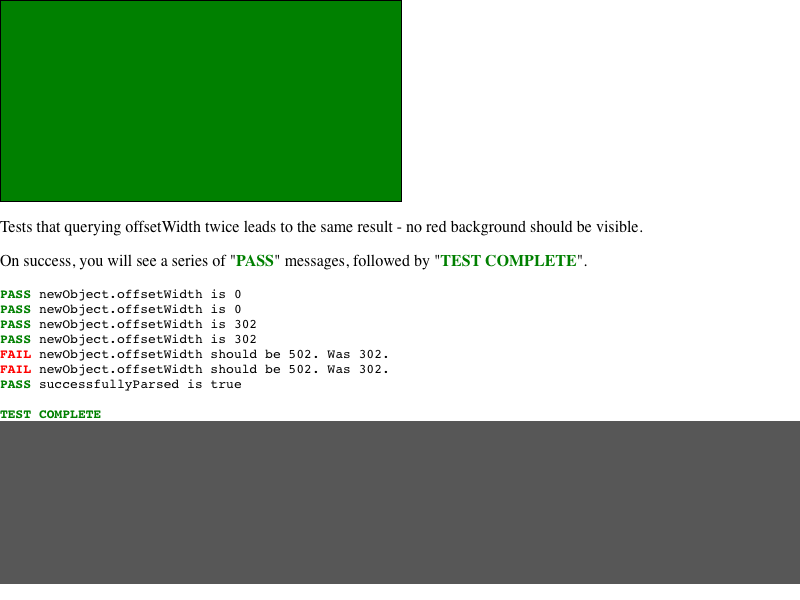 Tests that querying offsetWidth twice leads to the same result - no red background should be visible.
On success, you will see a series of "PASS" messages, followed by "TEST COMPLETE".
PASS newObject.offsetWidth is 0
PASS newObject.offsetWidth is 0
PASS newObject.offsetWidth is 302
PASS newObject.offsetWidth is 302
FAIL newObject.offsetWidth should be 502. Was 302.
FAIL newObject.offsetWidth should be 502. Was 302.
PASS successfullyParsed is true
TEST COMPLETE